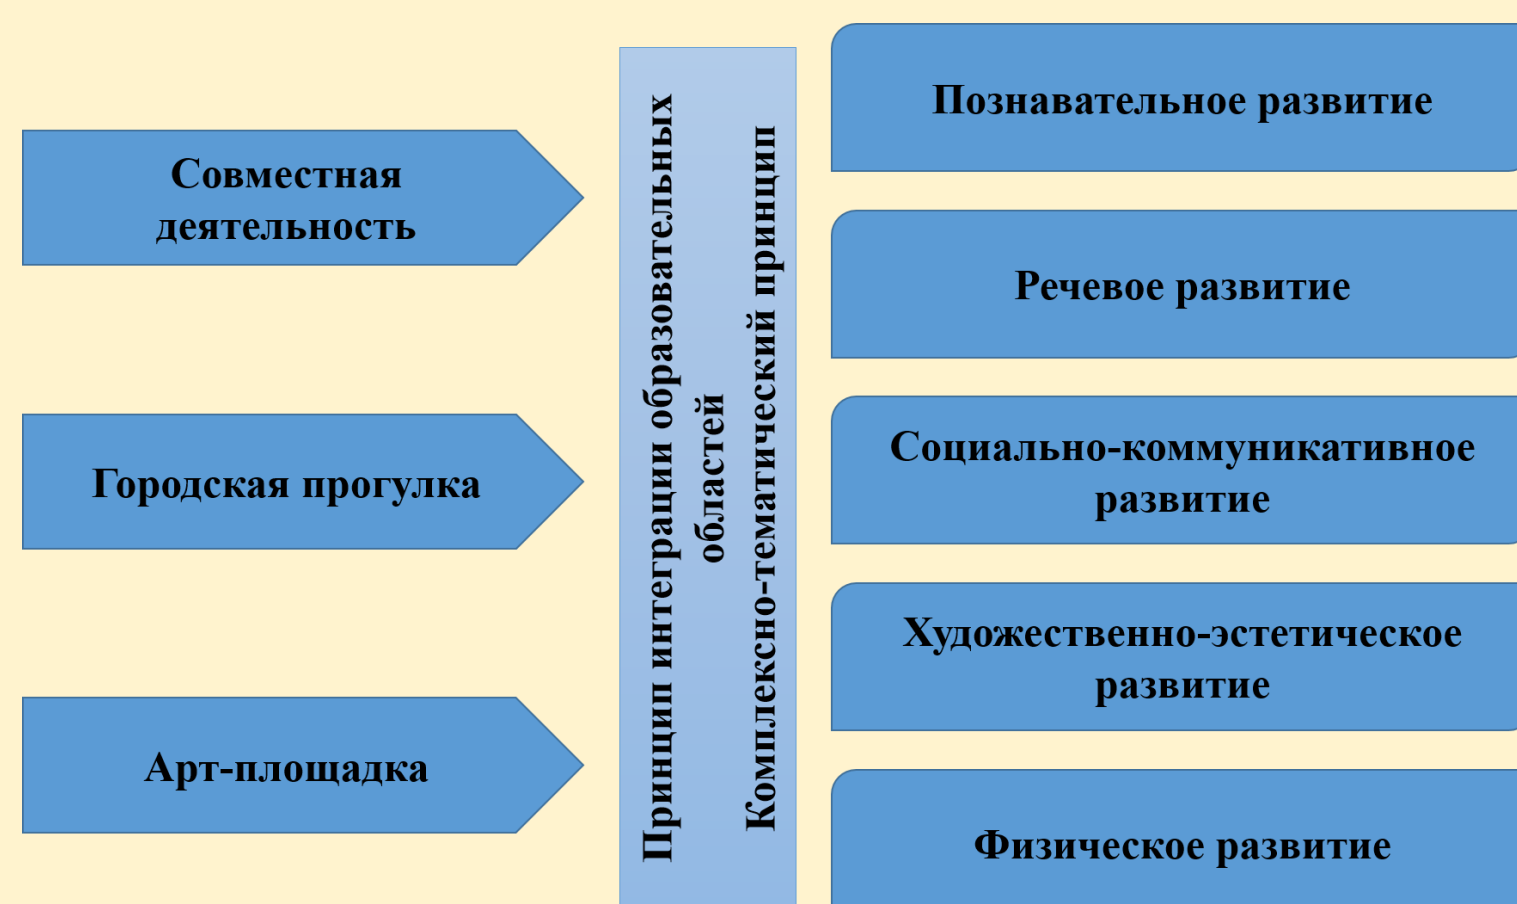 Совместная
деятельность
Городская прогулка
Арт-площадка
Принцип интеграции образовательных
областей
Комплексно-тематический принцип
Познавательное развитие
Речевое развитие
Социально-коммуникативное
развитие
Художественно-эстетическое
развитие
Физическое развитие